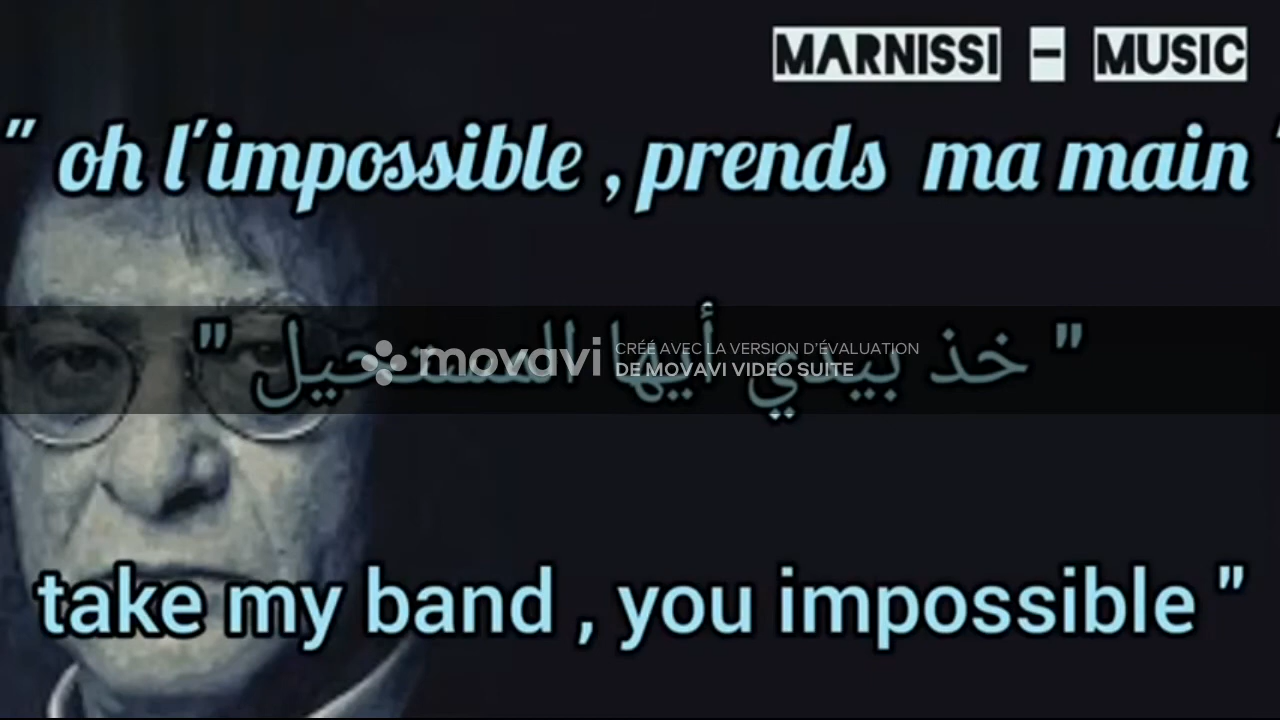 MARNISSI - MUSIC
" oh l'impossible , prends ma main "
" خذ بيدي أيها المستحيل "
movavi
CRÉÉ AVEC LA VERSION D'ÉVALUATION
DE MOVAVI VIDEO SUITE
take my band , you impossible "